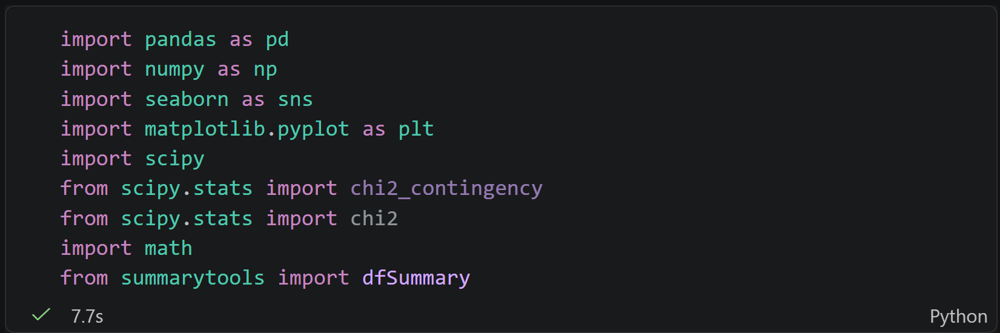 import pandas as pd
import numpy as np
import seaborn as sns
import matplotlib.pyplot as plt
import scipy
from scipy.stats import chi2_contingency
from scipy.stats import chi2
import math
from summarytools import dfSummary
7.7s
Python